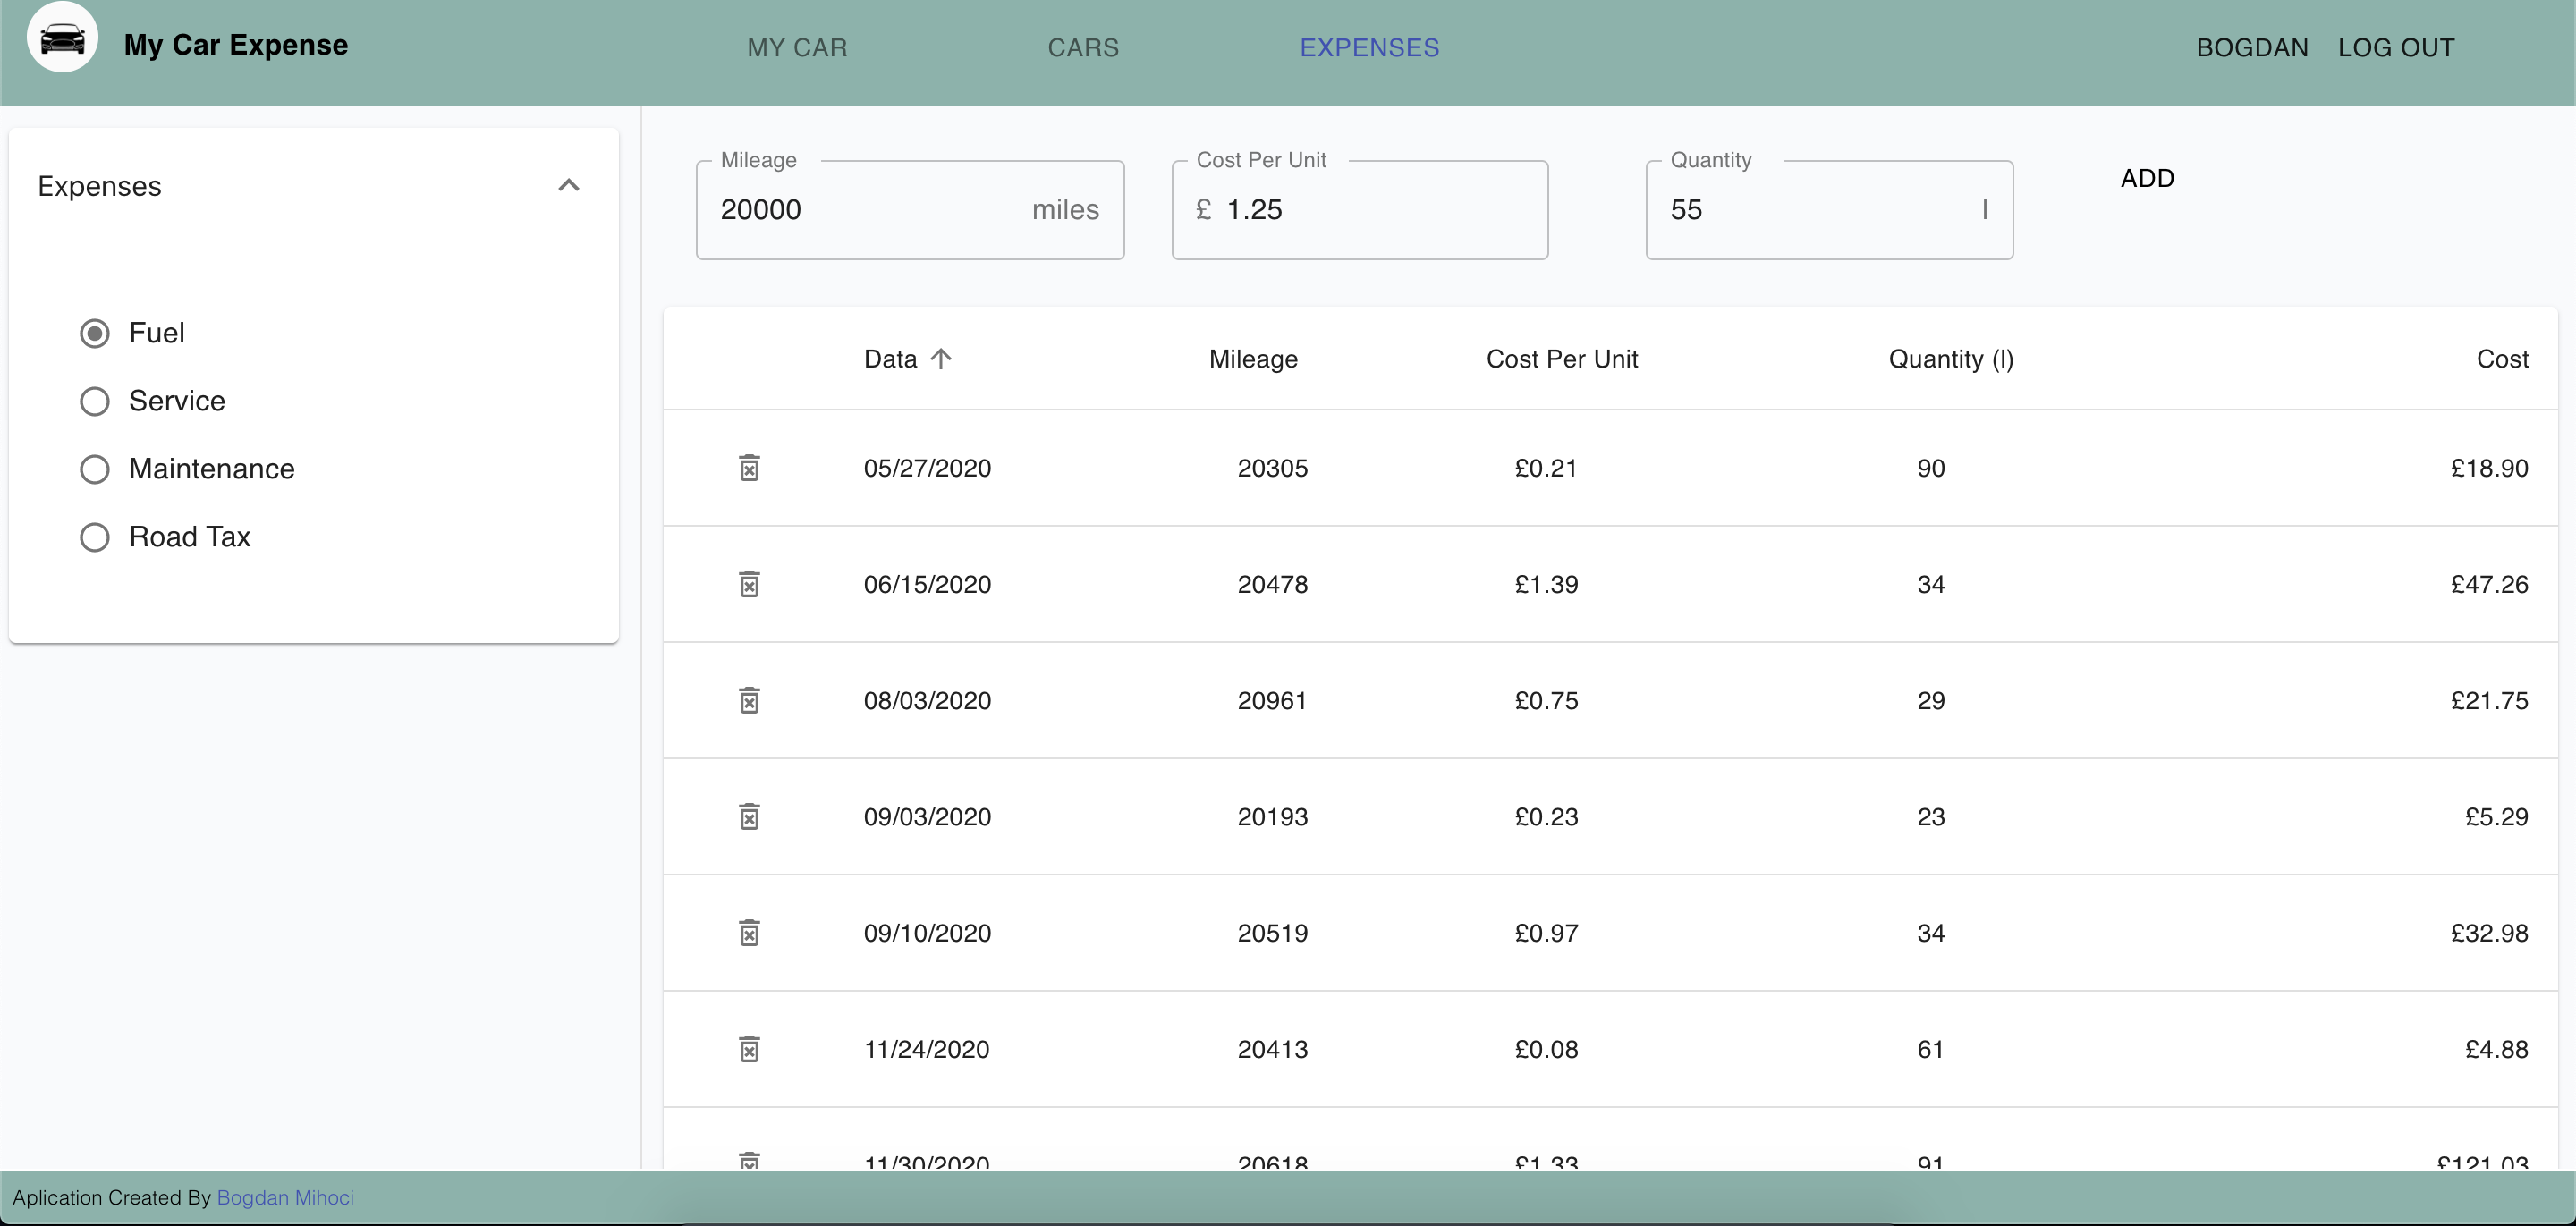 My Car Expense
MY CAR CARS EXPENSES
BOGDAN LOG OUT
Expenses
Fuel
Service
Maintenance
Road Tax
Mileage Cost Per Unit Quantity
20000 miles £ 1.25 55 l ADD
Data Mileage Cost Per Unit Quantity (l) Cost
05/27/2020 20305 £0.21 90 £18.90
06/15/2020 20478 £1.39 34 £47.26
08/03/2020 20961 £0.75 29 £21.75
09/03/2020 20193 £0.23 23 £5.29
09/10/2020 20519 £0.97 34 £32.98
11/24/2020 20413 £0.08 61 £4.88
11/30/2020 20618 £1.33 91 £121.03
Aplication Created By Bogdan Mihoci